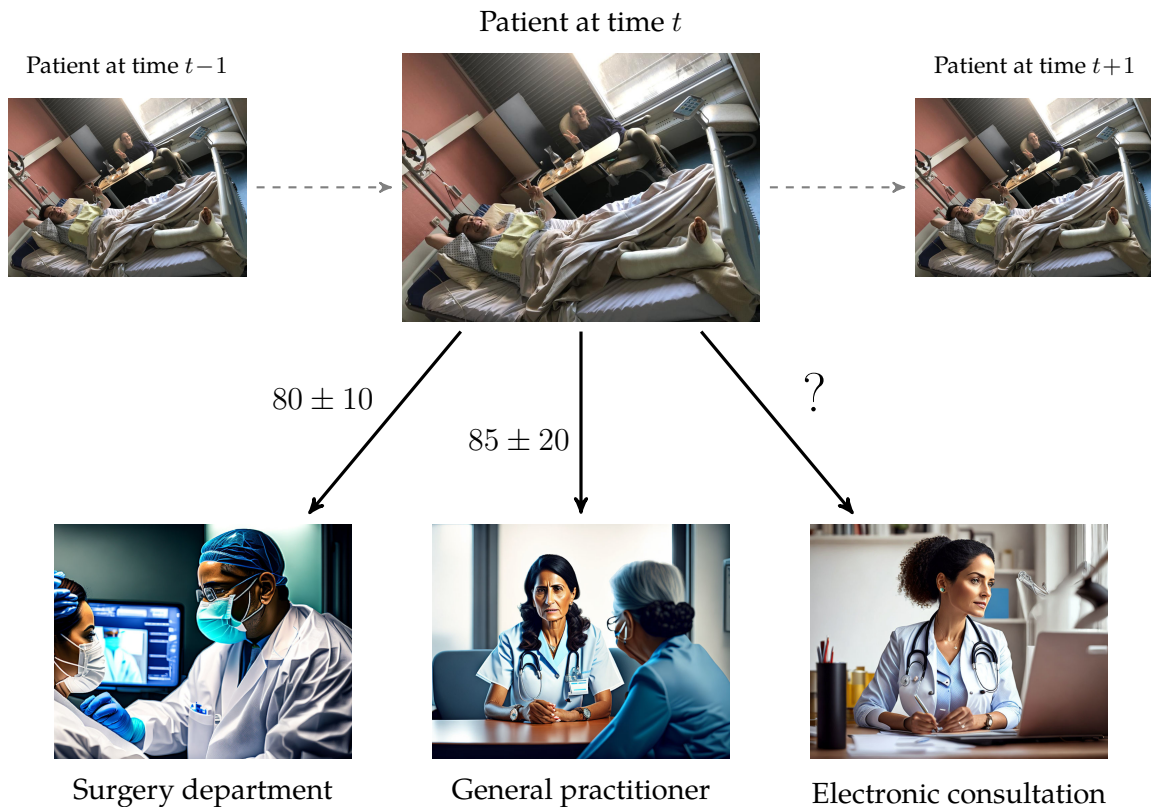 Patient at time t
Patient at time t−1
Patient at time t+1
80 ± 10
85 ± 20
?
Surgery department
General practitioner
Electronic consultation